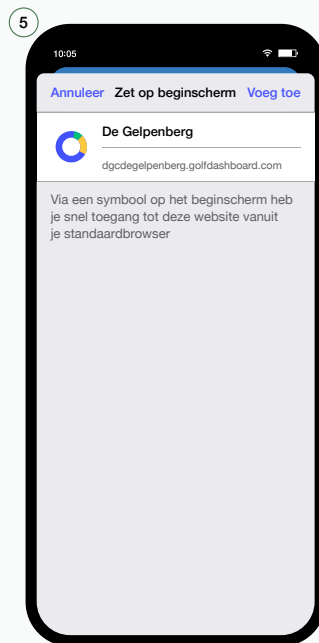 5
10:05
Annuleer Zet op beginscherm Voeg toe
De Gelpenberg
dgcdegelpenberg.golfdashboard.com
Via een symbool op het beginscherm heb
je snel toegang tot deze website vanuit
je standaardbrowser